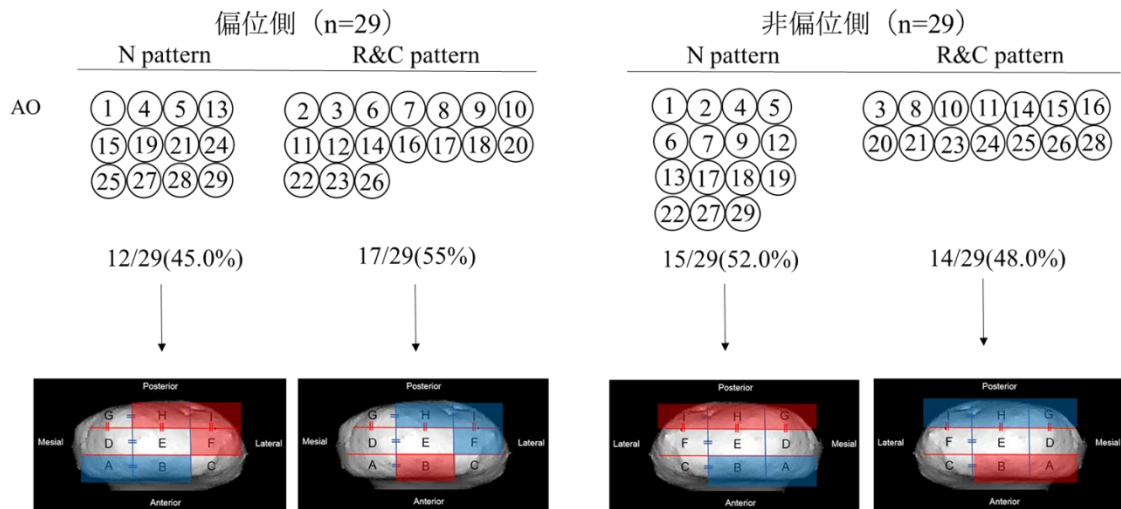 偏位側 (n=29)
非偏位側 (n=29)
N pattern
R&C pattern
N pattern
R&C pattern
AO
1 4 5 13
15 19 21 24
25 27 28 29
2 3 6 7 8 9 10
11 12 14 16 17 18 20
22 23 26
1 2 4 5
6 7 9 12
13 17 18 19
22 27 29
3 8 10 11 14 15 16
20 21 23 24 25 26 28
12/29(45.0%)
17/29(55%)
15/29(52.0%)
14/29(48.0%)
Posterior
G H I
Mesial D E F Lateral
A B C
Anterior
Posterior
G H I
D E F
A B C
Anterior
Posterior
I H G
Lateral F E D
C B A
Anterior
Posterior
I H G
F E D Mesial
C B A
Anterior